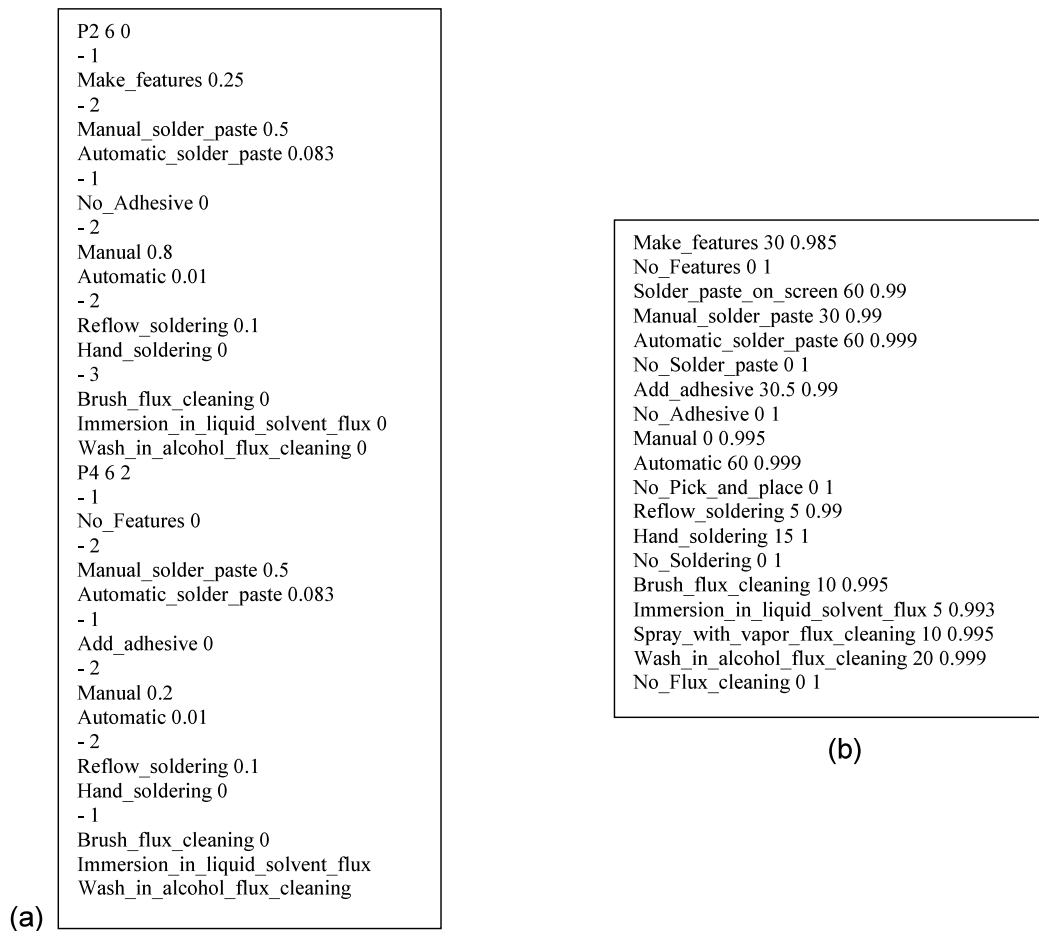 P2 6 0
- 1
Make_features 0.25
- 2
Manual_solder_paste 0.5
Automatic_solder_paste 0.083
- 1
No_Adhesive 0
- 2
Manual 0.8
Automatic 0.01
- 2
Reflow_soldering 0.1
Hand_soldering 0
- 3
Brush_flux_cleaning 0
Immersion_in_liquid_solvent_flux 0
Wash_in_alcohol_flux_cleaning 0
P4 6 2
- 1
No_Features 0
- 2
Manual_solder_paste 0.5
Automatic_solder_paste 0.083
- 1
Add_adhesive 0
- 2
Manual 0.2
Automatic 0.01
- 2
Reflow_soldering 0.1
Hand_soldering 0
- 1
Brush_flux_cleaning 0
Immersion_in_liquid_solvent_flux
Wash_in_alcohol_flux_cleaning
(a)
Make_features 30 0.985
No_Features 0 1
Solder_paste_on_screen 60 0.99
Manual_solder_paste 30 0.99
Automatic_solder_paste 60 0.999
No_Solder_paste 0 1
Add_adhesive 30.5 0.99
No_Adhesive 0 1
Manual 0 0.995
Automatic 60 0.999
No_Pick_and_place 0 1
Reflow_soldering 5 0.99
Hand_soldering 15 1
No_Soldering 0 1
Brush_flux_cleaning 10 0.995
Immersion_in_liquid_solvent_flux 5 0.993
Spray_with_vapor_flux_cleaning 10 0.995
Wash_in_alcohol_flux_cleaning 20 0.999
No_Flux_cleaning 0 1
(b)